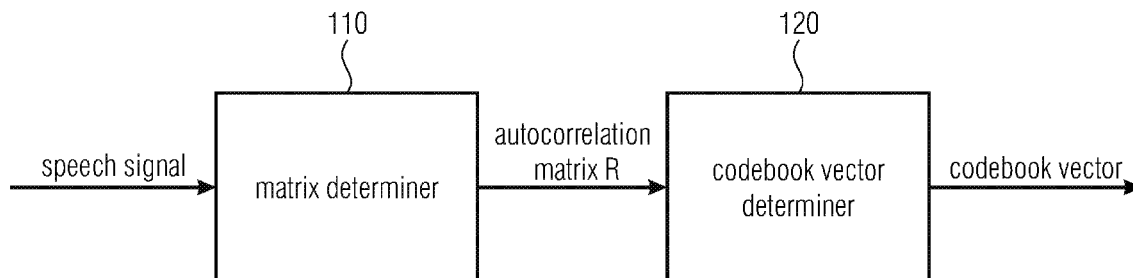 110
120
speech signal
matrix determiner
autocorrelation
matrix R
codebook vector
determiner
codebook vector